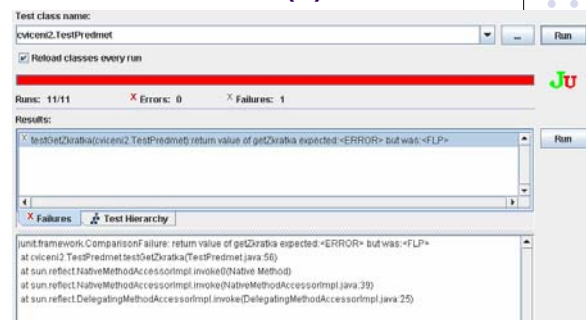 Test class name:
cviceni2.TestPredmet
...
Run
Reload classes every run
JU
Runs: 11/11
X Errors: 0
X Failures: 1
Results:
X testGetZkratka(cviceni2.TestPredmet):return value of getZkratka expected:<ERROR> but was:<FLP>
Run
X Failures
Test Hierarchy
junit.framework.ComparisonFailure: return value of getZkratka expected:<ERROR> but was:<FLP>
at cviceni2.TestPredmet.testGetZkratka(TestPredmet.java:56)
at sun.reflect.NativeMethodAccessorImpl.invoke0(Native Method)
at sun.reflect.NativeMethodAccessorImpl.invoke(NativeMethodAccessorImpl.java:39)
at sun.reflect.DelegatingMethodAccessorImpl.invoke(DelegatingMethodAccessorImpl.java:25)